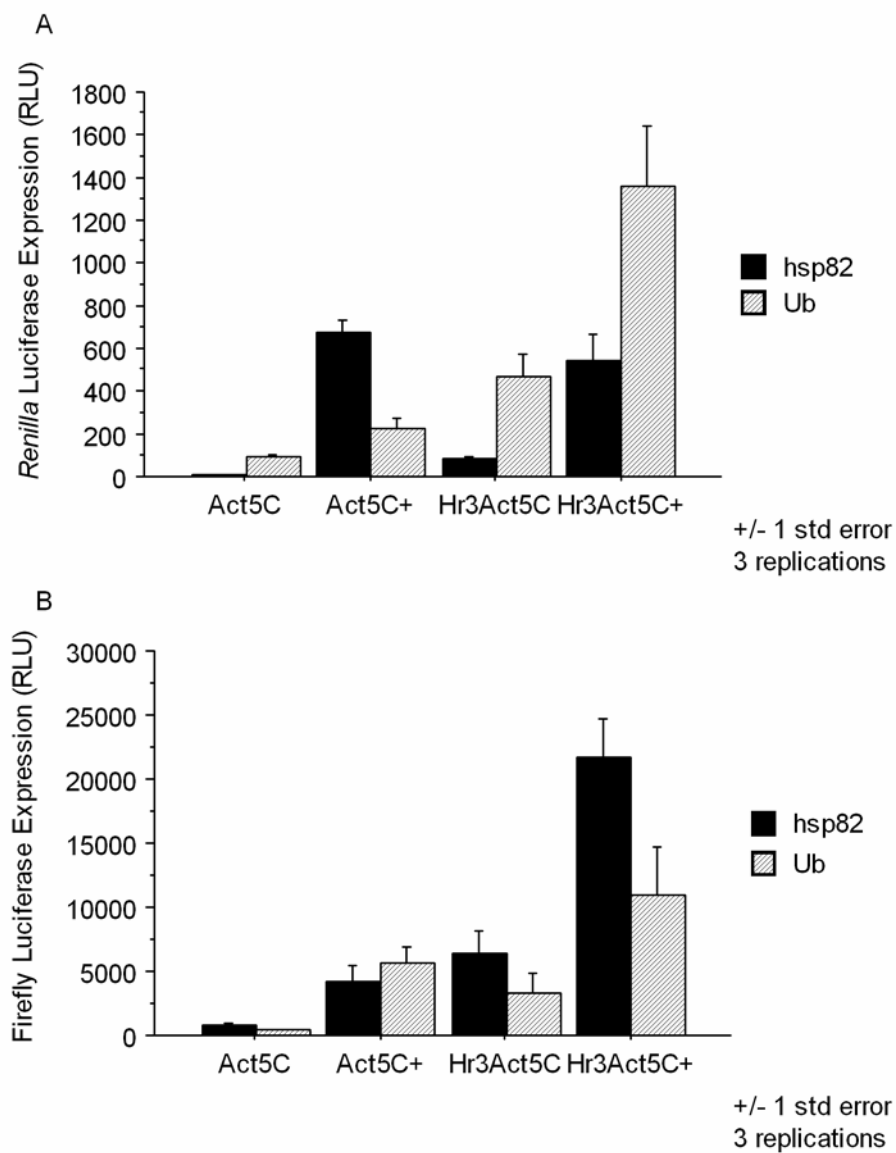 A
Renilla Luciferase Expression (RLU)
1800
1600
1400
1200
1000
800
600
400
200
0
Act5C Act5C+ Hr3Act5C Hr3Act5C+
hsp82
Ub
+/- 1 std error
3 replications
B
Firefly Luciferase Expression (RLU)
30000
25000
20000
15000
10000
5000
0
Act5C Act5C+ Hr3Act5C Hr3Act5C+
hsp82
Ub
+/- 1 std error
3 replications